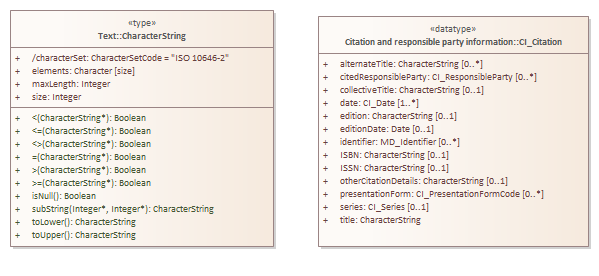 «type»
Text::CharacterString
+ /characterSet: CharacterSetCode = "ISO 10646-2"
+ elements: Character [size]
+ maxLength: Integer
+ size: Integer
+ <(CharacterString*): Boolean
+ <=(CharacterString*): Boolean
+ <>(CharacterString*): Boolean
+ =(CharacterString*): Boolean
+ >(CharacterString*): Boolean
+ >=(CharacterString*): Boolean
+ isNull(): Boolean
+ subString(Integer*, Integer*): CharacterString
+ toLower(): CharacterString
+ toUpper(): CharacterString
«datatype»
Citation and responsible party information::CI_Citation
+ alternateTitle: CharacterString [0..*]
+ citedResponsibleParty: CI_ResponsibleParty [0..*]
+ collectiveTitle: CharacterString [0..1]
+ date: CI_Date [1..*]
+ edition: CharacterString [0..1]
+ editionDate: Date [0..1]
+ identifier: MD_Identifier [0..*]
+ ISBN: CharacterString [0..1]
+ ISSN: CharacterString [0..1]
+ otherCitationDetails: CharacterString [0..1]
+ presentationForm: CI_PresentationFormCode [0..*]
+ series: CI_Series [0..1]
+ title: CharacterString